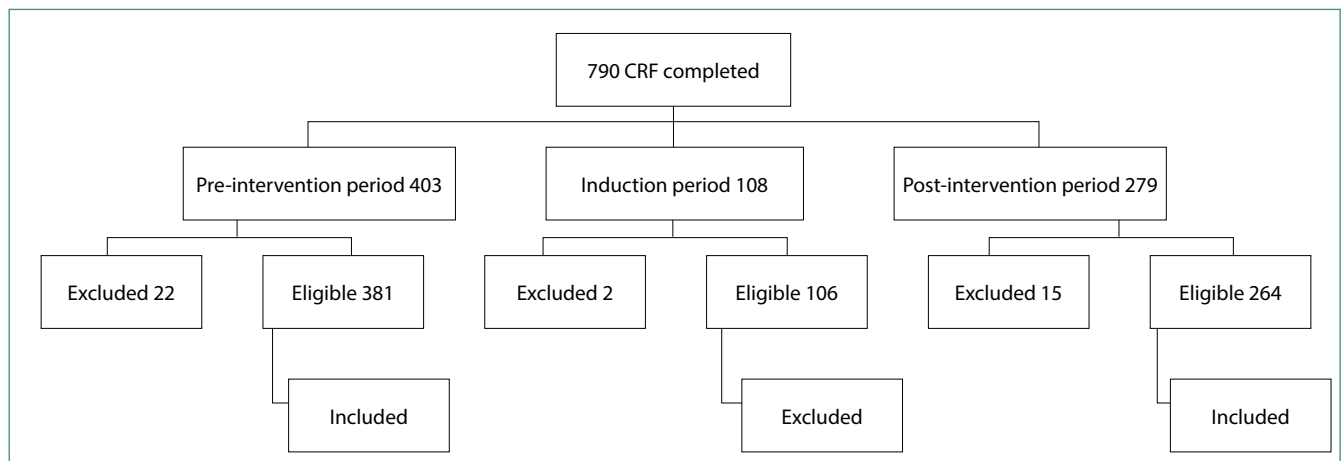 790 CRF completed
Pre-intervention period 403
Induction period 108
Post-intervention period 279
Excluded 22
Eligible 381
Excluded 2
Eligible 106
Excluded 15
Eligible 264
Included
Excluded
Included